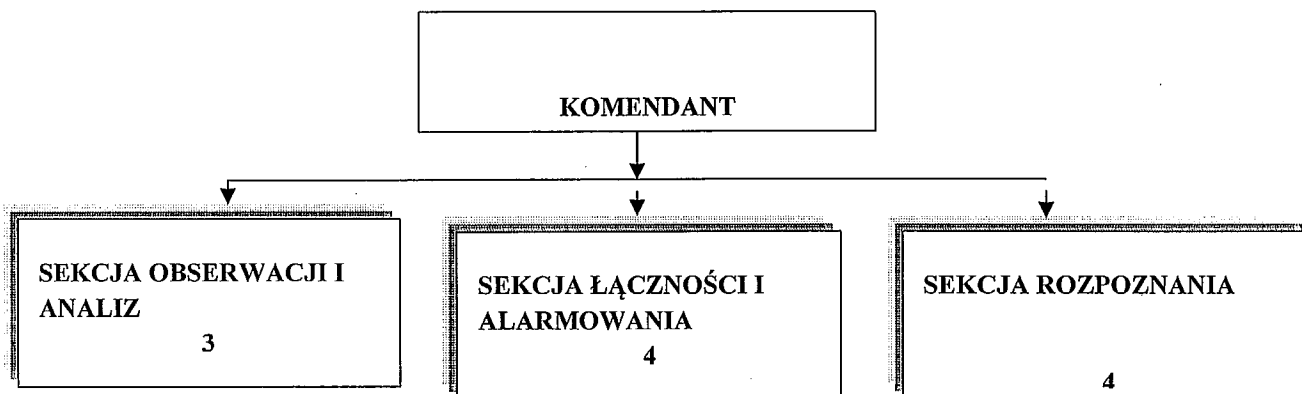 KOMENDANT
SEKCJA OBSERWACJI I
ANALIZ
3
SEKCJA ŁĄCZNOŚCI I
ALARMOWANIA
4
SEKCJA ROZPOZNANIA
4